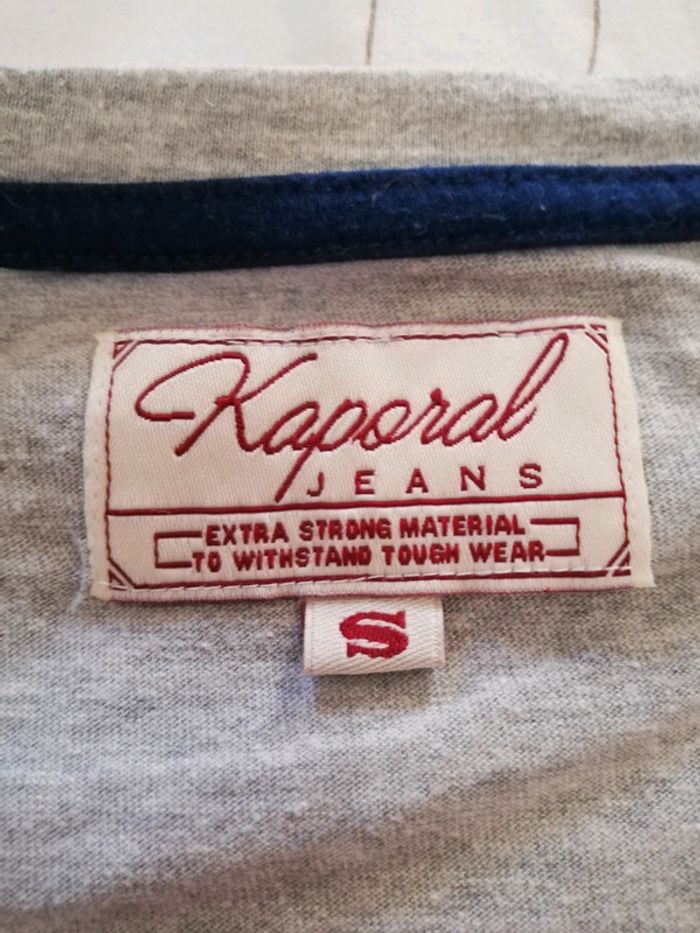 Kaporal
JEANS
EXTRA STRONG MATERIAL
TO WITHSTAND TOUGH WEAR
S